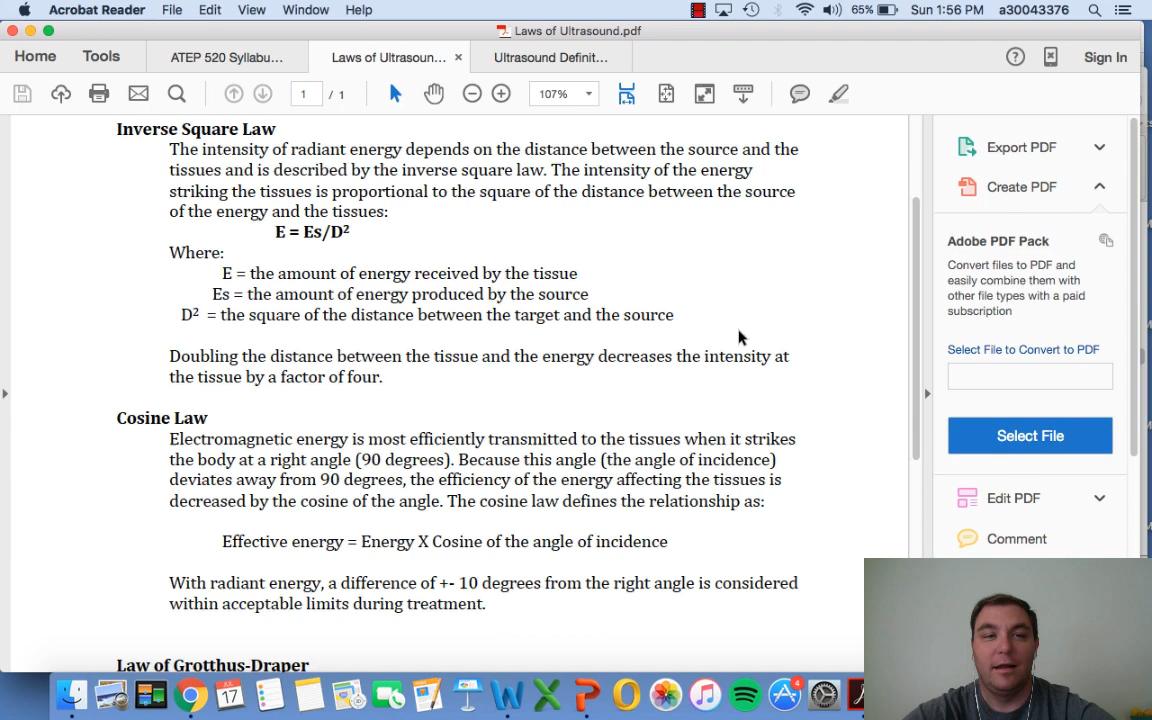 Acrobat Reader File Edit View Window Help 65% Sun 1:56 PM a30043376
Laws of Ultrasound.pdf
Home Tools ATEP 520 Syllabu... Laws of Ultrasoun... × Ultrasound Definit... Sign In
1 / 1 107%
Inverse Square Law
The intensity of radiant energy depends on the distance between the source and the
tissues and is described by the inverse square law. The intensity of the energy
striking the tissues is proportional to the square of the distance between the source
of the energy and the tissues:
E = Es/D²
Where:
E = the amount of energy received by the tissue
Es = the amount of energy produced by the source
D² = the square of the distance between the target and the source
Doubling the distance between the tissue and the energy decreases the intensity at
the tissue by a factor of four.
Cosine Law
Electromagnetic energy is most efficiently transmitted to the tissues when it strikes
the body at a right angle (90 degrees). Because this angle (the angle of incidence)
deviates away from 90 degrees, the efficiency of the energy affecting the tissues is
decreased by the cosine of the angle. The cosine law defines the relationship as:
Effective energy = Energy X Cosine of the angle of incidence
With radiant energy, a difference of +- 10 degrees from the right angle is considered
within acceptable limits during treatment.
Law of Grotthus-Draper
Export PDF
Create PDF
Adobe PDF Pack
Convert files to PDF and
easily combine them with
other file types with a paid
subscription
Select File to Convert to PDF
Select File
Edit PDF
Comment
JUL
17
4